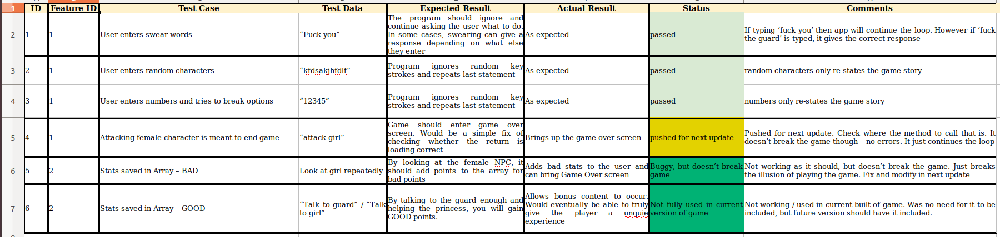 ID Feature ID Test Case Test Data Expected Result Actual Result Status Comments
1
2 1 1 User enters swear words “Fuck you” The program should ignore and
continue asking the user what to do.
In some cases, swearing can give a
response depending on what else
they enter
As expected passed If typing ‘fuck you’ then app will continue the loop. However if ‘fuck
the guard’ is typed, it gives the correct response
3 2 1 User enters random characters “kfdsakjhfdlf” Program ignores random key
strokes and repeats last statement
As expected passed random characters only re-states the game story
4 3 1 User enters numbers and tries to break options “12345” Program ignores random key
strokes and repeats last statement
As expected passed numbers only re-states the game story
5 4 1 Attacking female character is meant to end game “attack girl” Game should enter game over
screen. Would be a simple fix of
checking whether the return is
loading correct
Brings up the game over screen pushed for next update Pushed for next update. Check where the method to call that is. It
doesn’t break the game though – no errors. It just continues the loop
6 5 2 Stats saved in Array – BAD Look at girl repeatedly By looking at the female NPC, it
should add points to the array for
bad points
Adds bad stats to the user and
can bring Game Over screen
Buggy, but doesn’t break
game
Not working as it should, but doesn’t break the game. Just breaks
the illusion of playing the game. Fix and modify in next update
7 6 2 Stats saved in Array – GOOD “Talk to guard” / “Talk
to girl”
By talking to the guard enough and
helping the princess, you will gain
GOOD points.
Allows bonus content to occur.
Would eventually be able to truly
give the player a unquie
experience
Not fully used in current
version of game
Not working / used in current built of game. Was no need for it to be
included, but future version should have it included.